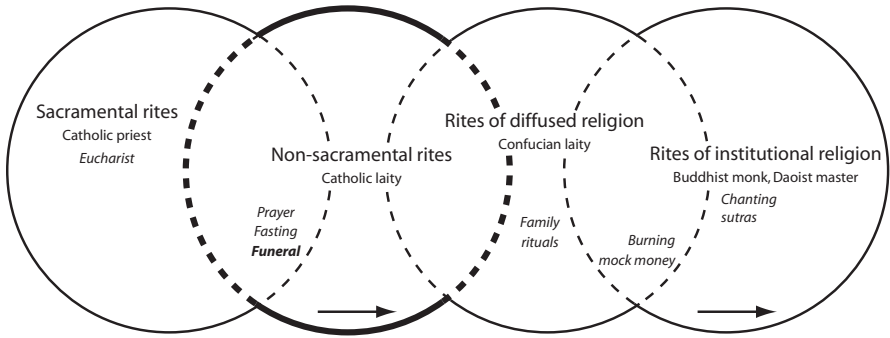 Sacramental rites
Catholic priest
Eucharist
Non-sacramental rites
Catholic laity
Prayer
Fasting
Funeral
Rites of diffused religion
Confucian laity
Family
rituals
Rites of institutional religion
Buddhist monk, Daoist master
Chanting
sutras
Burning
mock money